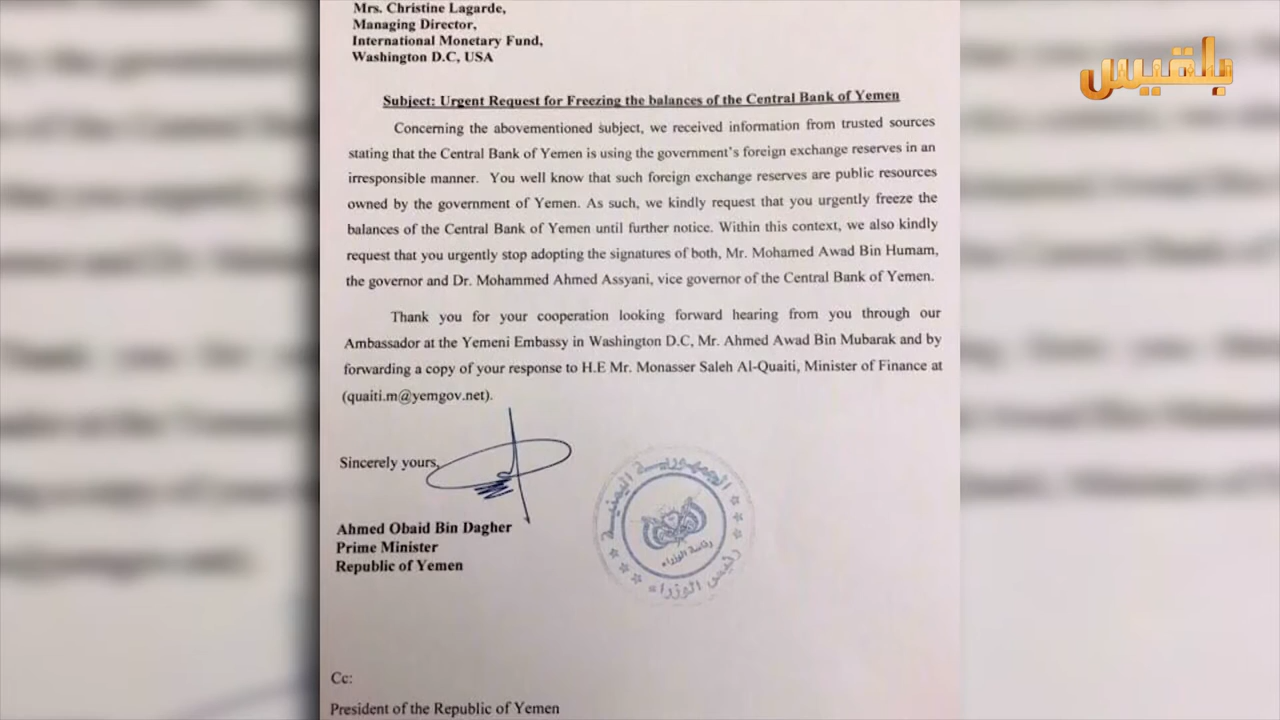 Mrs. Christine Lagarde,
Managing Director,
International Monetary Fund,
Washington D.C, USA
بلقيس
Subject: Urgent Request for Freezing the balances of the Central Bank of Yemen
Concerning the abovementioned subject, we received information from trusted sources
stating that the Central Bank of Yemen is using the government's foreign exchange reserves in an
irresponsible manner. You well know that such foreign exchange reserves are public resources
owned by the government of Yemen. As such, we kindly request that you urgently freeze the
balances of the Central Bank of Yemen until further notice. Within this context, we also kindly
request that you urgently stop adopting the signatures of both, Mr. Mohamed Awad Bin Humam,
the governor and Dr. Mohammed Ahmed Assyani, vice governor of the Central Bank of Yemen.
Thank you for your cooperation looking forward hearing from you through our
Ambassador at the Yemeni Embassy in Washington D.C, Mr. Ahmed Awad Bin Mubarak and by
forwarding a copy of your response to H.E Mr. Monasser Saleh Al-Quaiti, Minister of Finance at
(quaiti.m@yemgov.net).
Sincerely yours,
الجمهورية اليمنية
رئاسة الوزراء
رئيس الوزراء
Ahmed Obaid Bin Dagher
Prime Minister
Republic of Yemen
Cc:
President of the Republic of Yemen